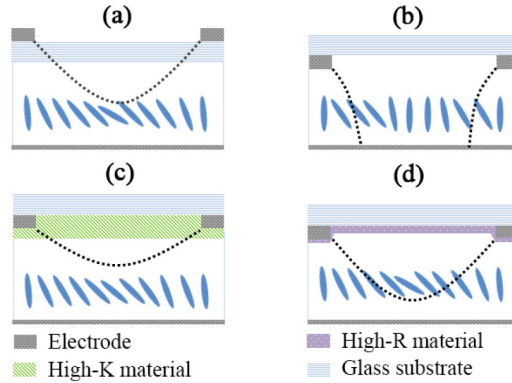 (a)
(b)
(c)
(d)
Electrode
High-K material
High-R material
Glass substrate